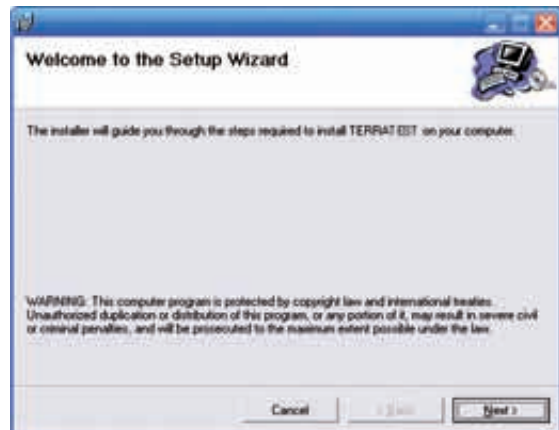 Welcome to the Setup Wizard
The installer will guide you through the steps required to install TERRATEST on your computer.
WARNING: This computer program is protected by copyright law and international treaties.
Unauthorized duplication or distribution of this program, or any portion of it, may result in severe civil
or criminal penalties, and will be prosecuted to the maximum extent possible under the law.
Cancel
< Back
Next >